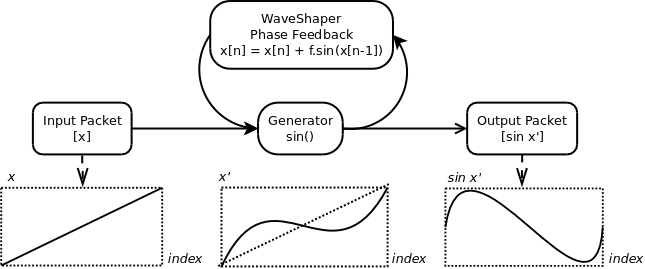 WaveShaper
Phase Feedback
x[n] = x[n] + f.sin(x[n-1])
Input Packet
[x]
Generator
sin()
Output Packet
[sin x']
x
x'
sin x'
index
index
index